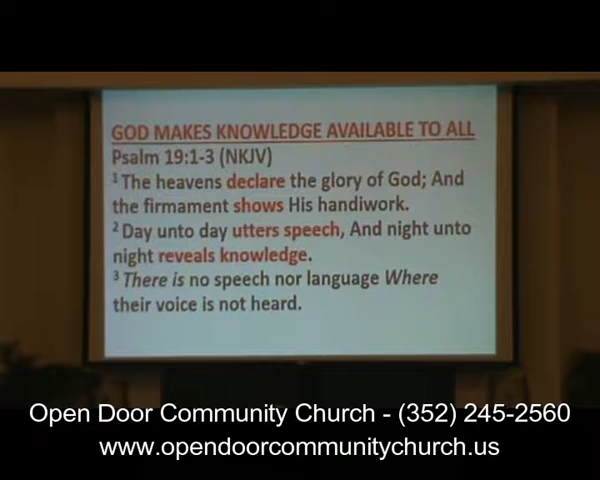 GOD MAKES KNOWLEDGE AVAILABLE TO ALL
Psalm 19:1-3 (NKJV)
1 The heavens declare the glory of God; And
the firmament shows His handiwork.
2 Day unto day utters speech, And night unto
night reveals knowledge.
3 There is no speech nor language Where
their voice is not heard.
Open Door Community Church - (352) 245-2560
www.opendoorcommunitychurch.us